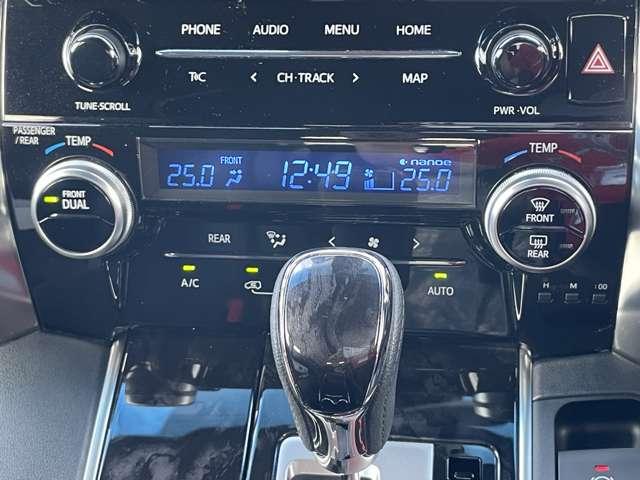 PHONE AUDIO MENU HOME
T\C < CH·TRACK > MAP
TUNE·SCROLL PWR·VOL
PASSENGER
/REAR
TEMP TEMP
FRONT
DUAL
25.0 FRONT 12:49 nanoe 25.0
FRONT
REAR
REAR < >
A/C AUTO
H M :00